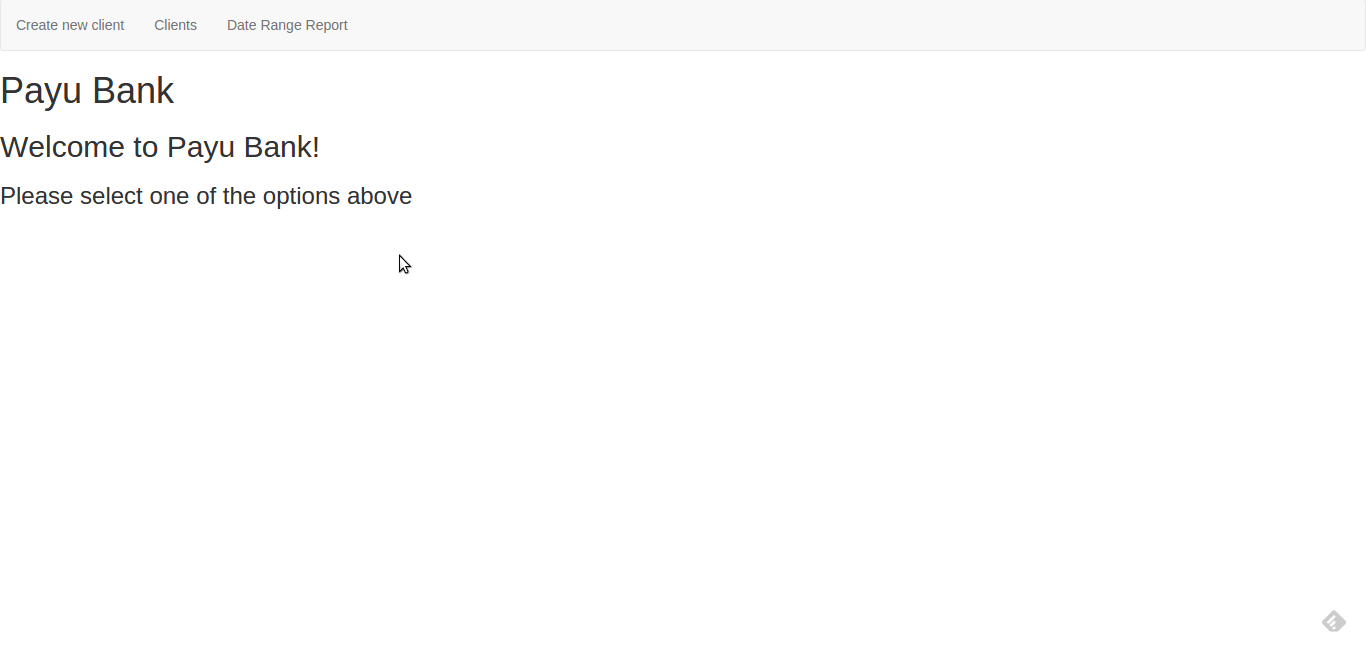 Create new client Clients Date Range Report
Payu Bank
Welcome to Payu Bank!
Please select one of the options above